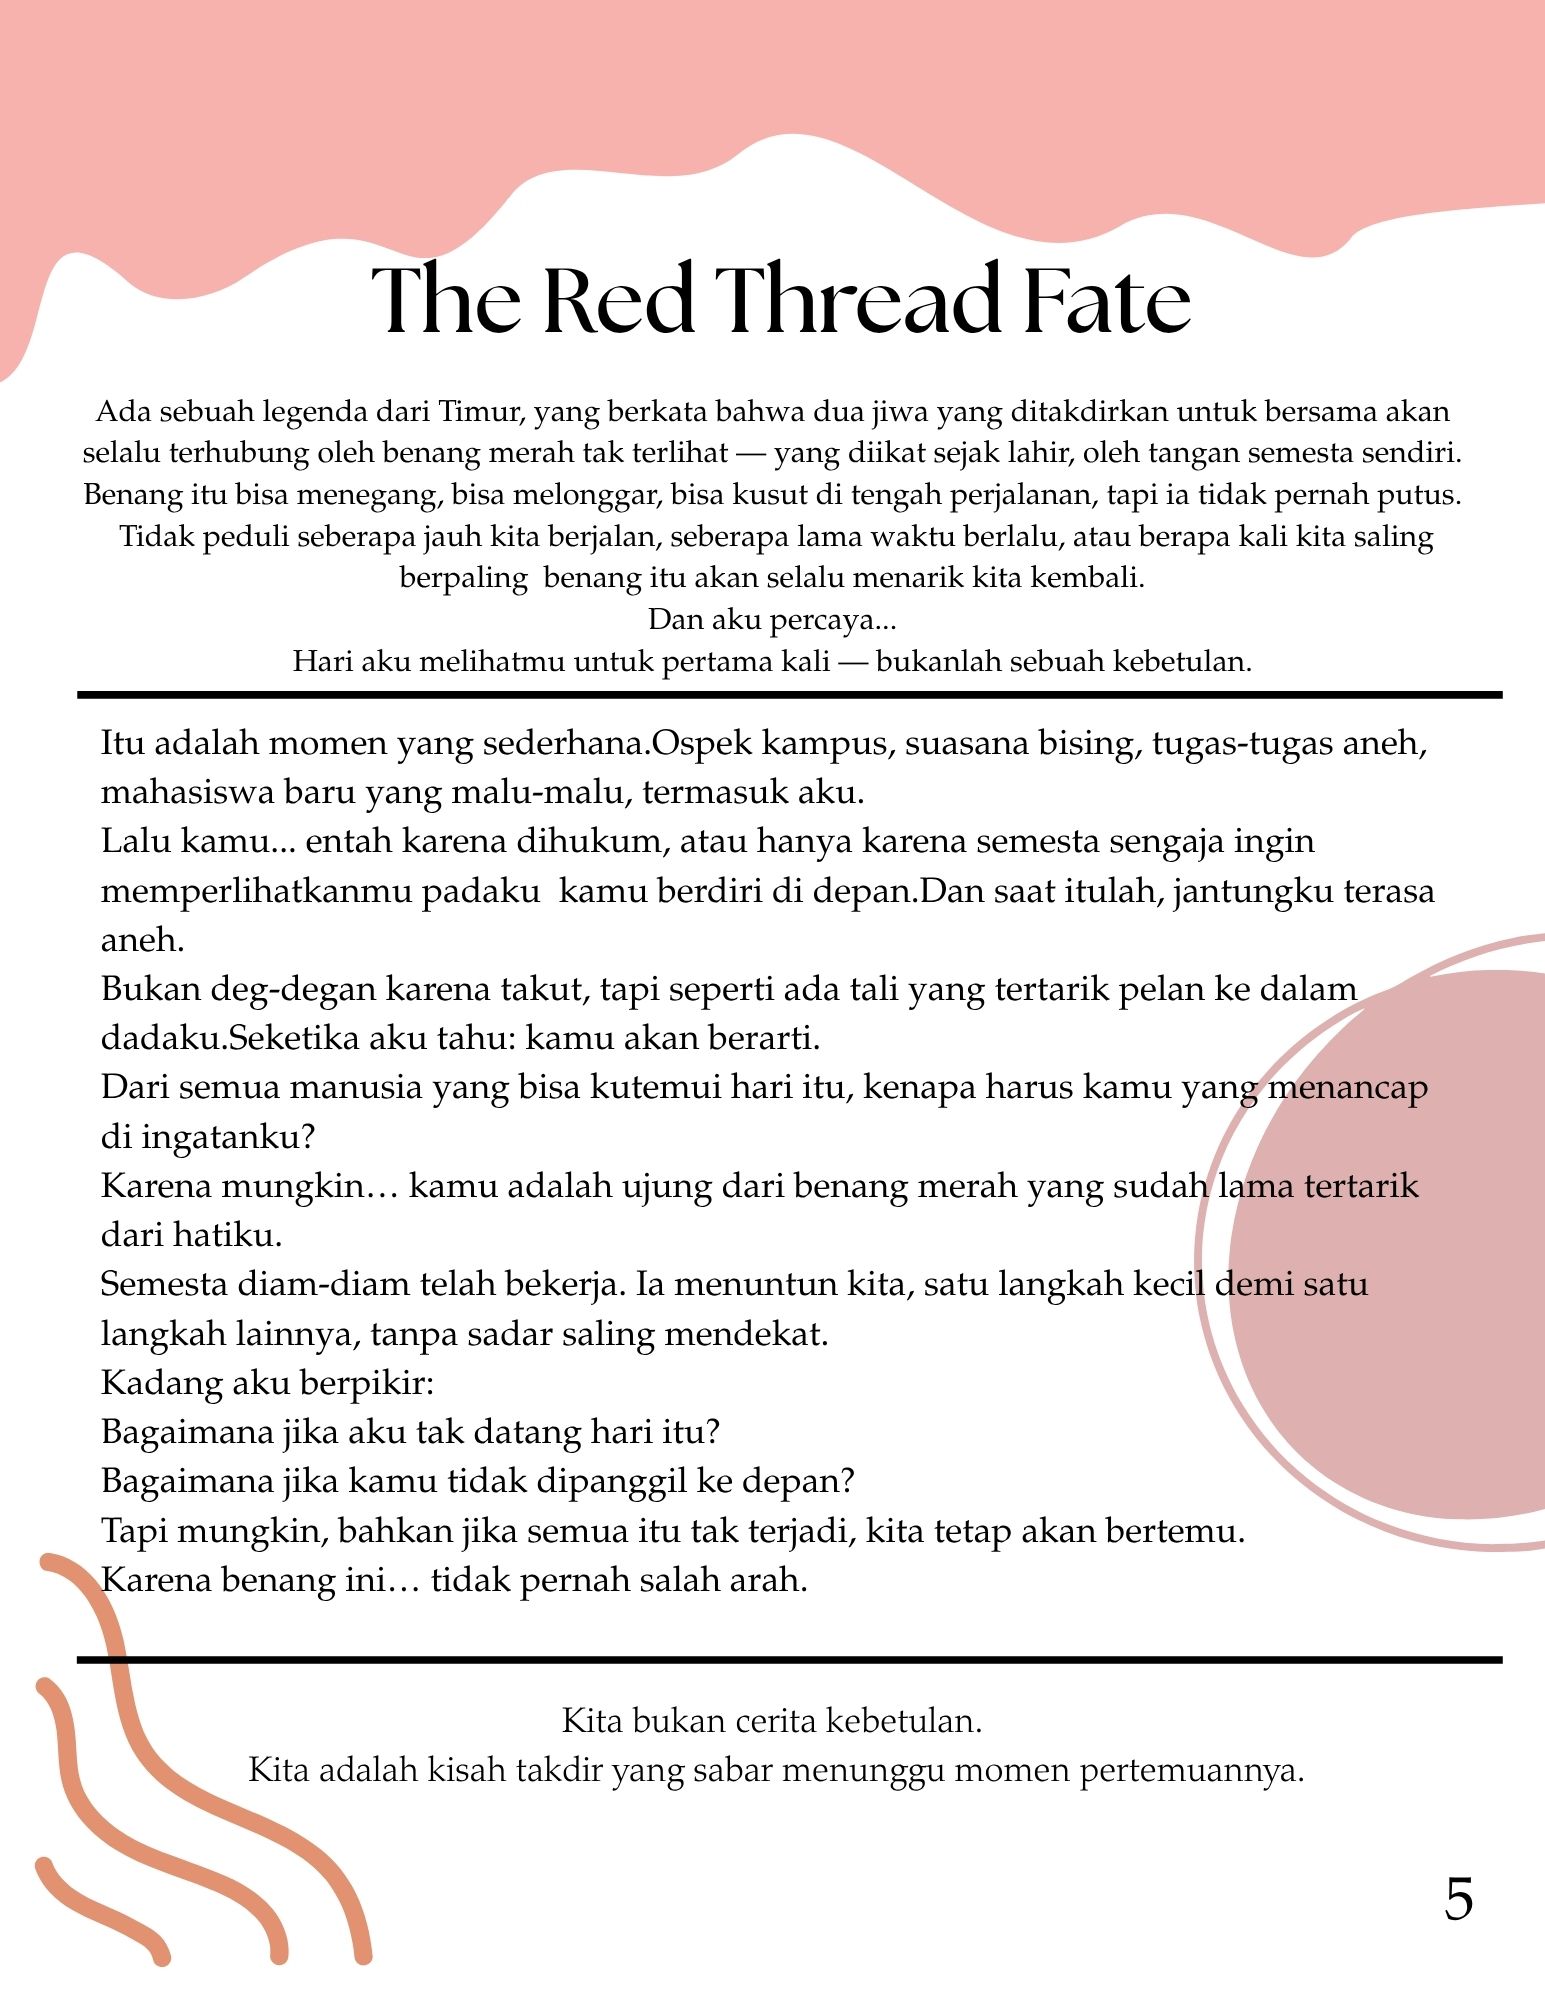 The Red Thread Fate
Ada sebuah legenda dari Timur, yang berkata bahwa dua jiwa yang ditakdirkan untuk bersama akan
selalu terhubung oleh benang merah tak terlihat — yang diikat sejak lahir, oleh tangan semesta sendiri.
Benang itu bisa menegang, bisa melonggar, bisa kusut di tengah perjalanan, tapi ia tidak pernah putus.
Tidak peduli seberapa jauh kita berjalan, seberapa lama waktu berlalu, atau berapa kali kita saling
berpaling  benang itu akan selalu menarik kita kembali.
Dan aku percaya...
Hari aku melihatmu untuk pertama kali — bukanlah sebuah kebetulan.
Itu adalah momen yang sederhana.Ospek kampus, suasana bising, tugas-tugas aneh,
mahasiswa baru yang malu-malu, termasuk aku.
Lalu kamu... entah karena dihukum, atau hanya karena semesta sengaja ingin
memperlihatkanmu padaku  kamu berdiri di depan.Dan saat itulah, jantungku terasa
aneh.
Bukan deg-degan karena takut, tapi seperti ada tali yang tertarik pelan ke dalam
dadaku.Seketika aku tahu: kamu akan berarti.
Dari semua manusia yang bisa kutemui hari itu, kenapa harus kamu yang menancap
di ingatanku?
Karena mungkin… kamu adalah ujung dari benang merah yang sudah lama tertarik
dari hatiku.
Semesta diam-diam telah bekerja. Ia menuntun kita, satu langkah kecil demi satu
langkah lainnya, tanpa sadar saling mendekat.
Kadang aku berpikir:
Bagaimana jika aku tak datang hari itu?
Bagaimana jika kamu tidak dipanggil ke depan?
Tapi mungkin, bahkan jika semua itu tak terjadi, kita tetap akan bertemu.
Karena benang ini… tidak pernah salah arah.
Kita bukan cerita kebetulan.
Kita adalah kisah takdir yang sabar menunggu momen pertemuannya.
5